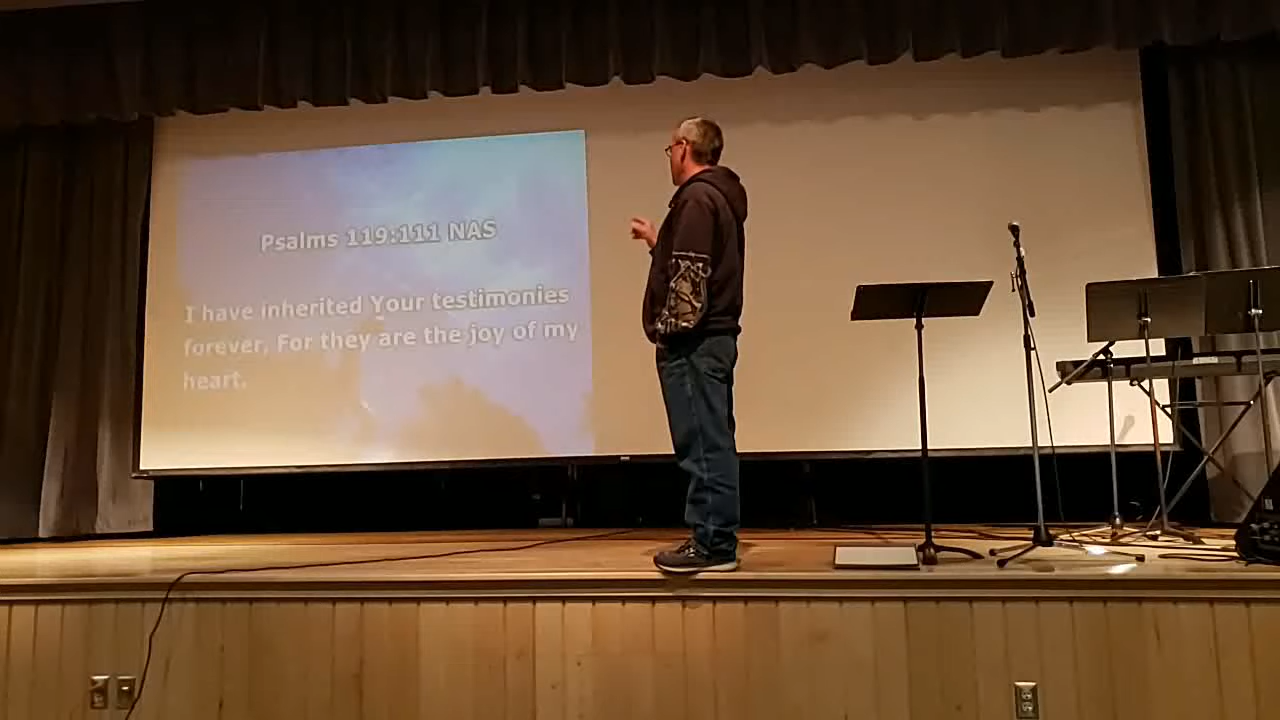 Psalms 119:111 NAS
I have inherited Your testimonies
forever, For they are the joy of my
heart.